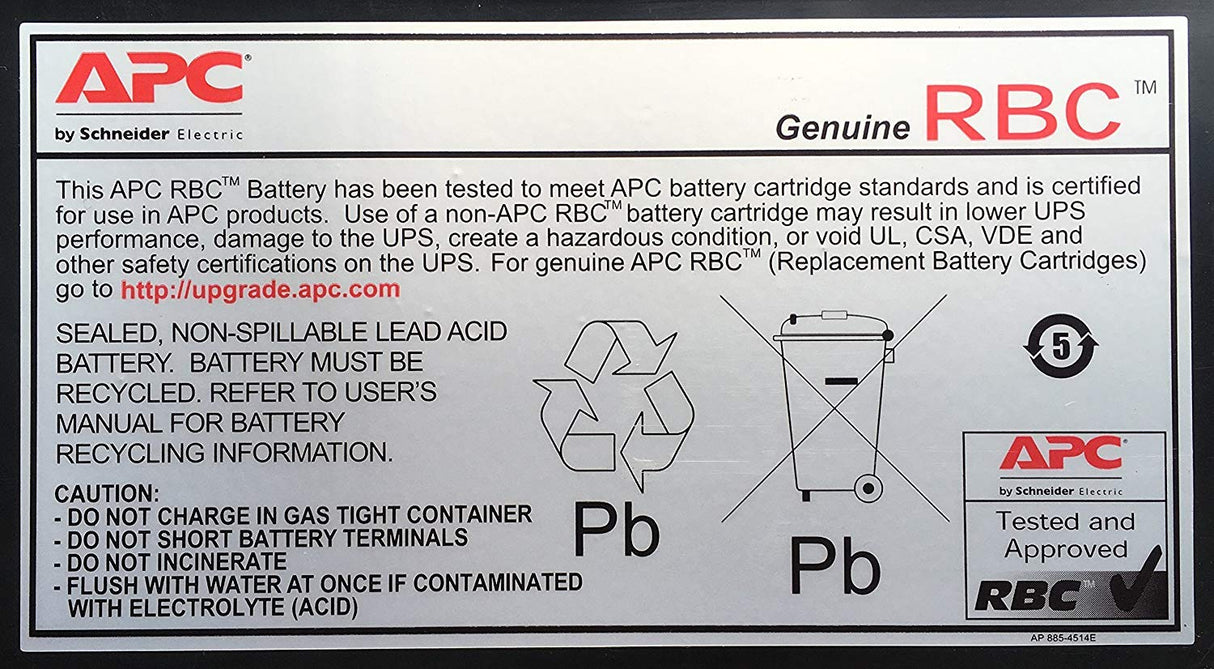 APC®
by Schneider Electric
Genuine RBC™
This APC RBC™ Battery has been tested to meet APC battery cartridge standards and is certified
for use in APC products. Use of a non-APC RBC™ battery cartridge may result in lower UPS
performance, damage to the UPS, create a hazardous condition, or void UL, CSA, VDE and
other safety certifications on the UPS. For genuine APC RBC™ (Replacement Battery Cartridges)
go to http://upgrade.apc.com
SEALED, NON-SPILLABLE LEAD ACID
BATTERY. BATTERY MUST BE
RECYCLED. REFER TO USER'S
MANUAL FOR BATTERY
RECYCLING INFORMATION.
CAUTION:
- DO NOT CHARGE IN GAS TIGHT CONTAINER
- DO NOT SHORT BATTERY TERMINALS
- DO NOT INCINERATE
- FLUSH WITH WATER AT ONCE IF CONTAMINATED
WITH ELECTROLYTE (ACID)
Pb
Pb
5
APC®
by Schneider Electric
Tested and
Approved
RBC™
AP 885-4514E